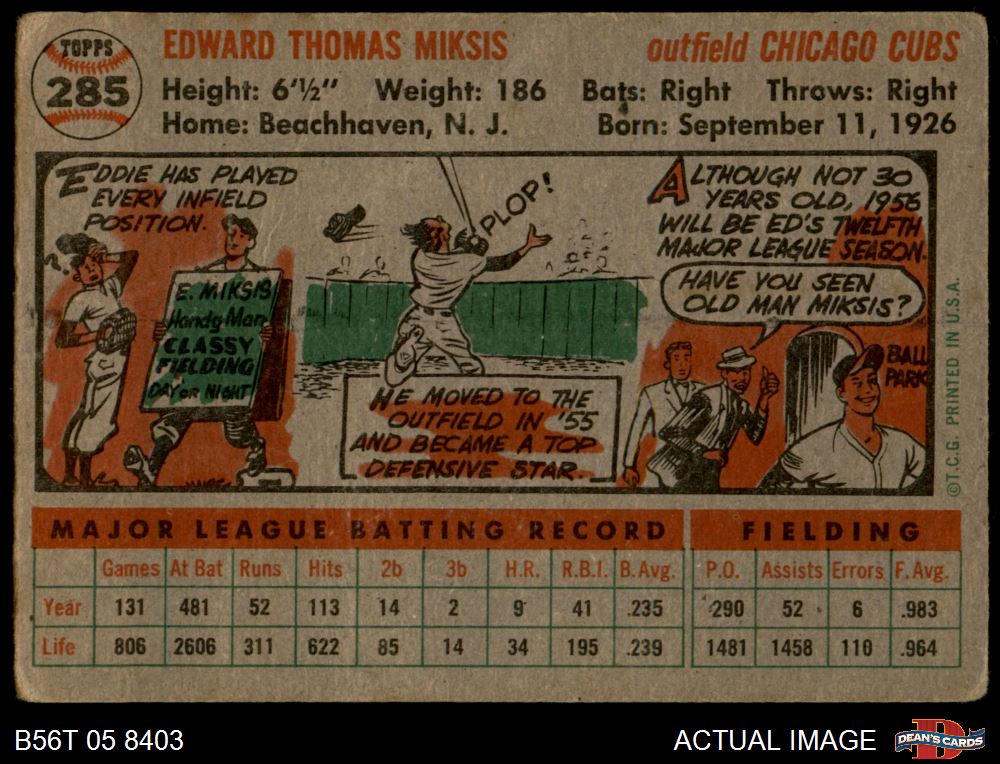 TOPPS
285
EDWARD THOMAS MIKSIS
outfield CHICAGO CUBS
Height: 6'½" Weight: 186 Bats: Right Throws: Right
Home: Beachhaven, N. J. Born: September 11, 1926
EDDIE HAS PLAYED
EVERY INFIELD
POSITION.
?
E. MIKSIS
Handy Man
CLASSY
FIELDING
DAY OR NIGHT
PLOP!
HE MOVED TO THE
OUTFIELD IN '55
AND BECAME A TOP
DEFENSIVE STAR.
ALTHOUGH NOT 30
YEARS OLD, 1956
WILL BE ED'S TWELFTH
MAJOR LEAGUE SEASON.
HAVE YOU SEEN
OLD MAN MIKSIS?
BALL
PARK
©T.C.G. PRINTED IN U.S.A.
MAJOR LEAGUE BATTING RECORD FIELDING
Games At Bat Runs Hits 2b 3b H.R. R.B.I. B.Avg. P.O. Assists Errors F. Avg.
Year 131 481 52 113 14 2 9 41 .235 290 52 6 .983
Life 806 2606 311 622 85 14 34 195 .239 1481 1458 110 .964
B56T 05 8403
ACTUAL IMAGE
D
DEAN'S CARDS